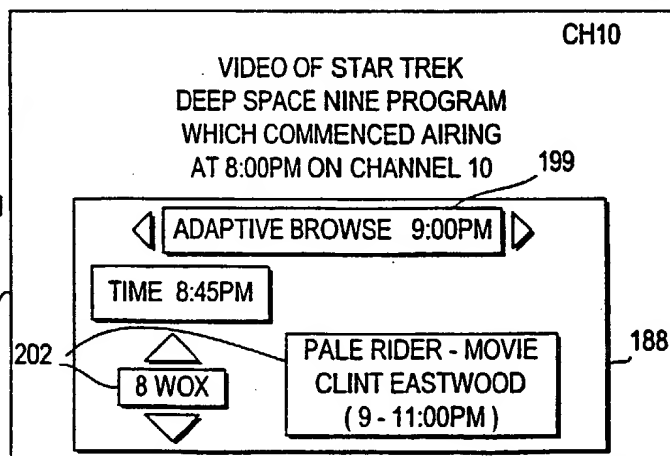 CH10
VIDEO OF STAR TREK
DEEP SPACE NINE PROGRAM
WHICH COMMENCED AIRING
AT 8:00PM ON CHANNEL 10
199
ADAPTIVE BROWSE 9:00PM
TIME 8:45PM
202
188
8 WOX
PALE RIDER - MOVIE
CLINT EASTWOOD
( 9 - 11:00PM )